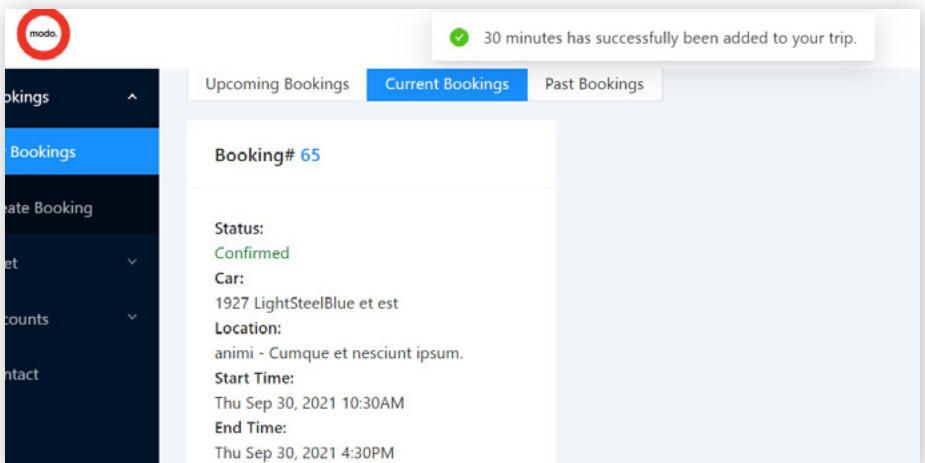 modo.
30 minutes has successfully been added to your trip.
Upcoming Bookings Current Bookings Past Bookings
okings
Bookings
eate Booking
et
counts
ntact
Booking# 65
Status:
Confirmed
Car:
1927 LightSteelBlue et est
Location:
animi - Cumque et nesciunt ipsum.
Start Time:
Thu Sep 30, 2021 10:30AM
End Time:
Thu Sep 30, 2021 4:30PM